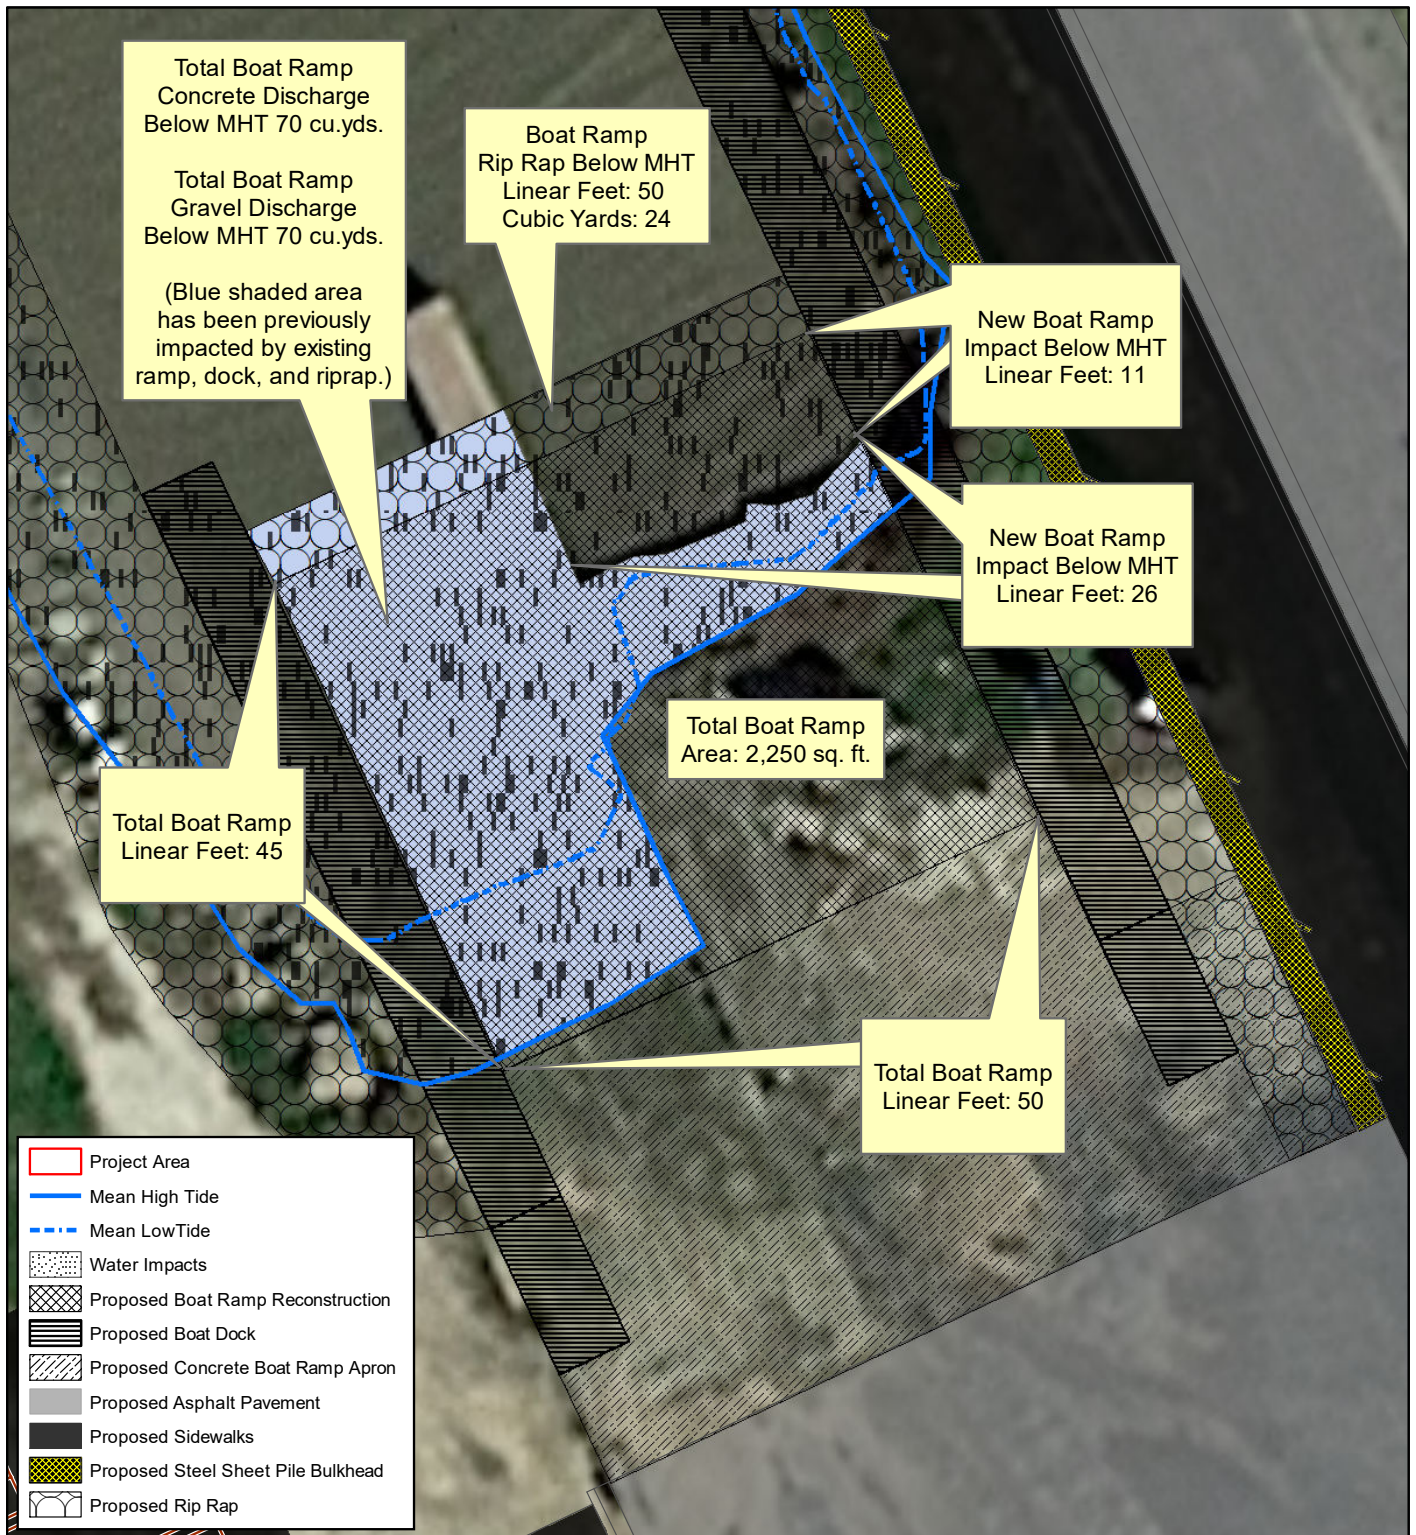 Total Boat Ramp
Concrete Discharge
Below MHT 70 cu.yds.
Total Boat Ramp
Gravel Discharge
Below MHT 70 cu.yds.
(Blue shaded area
has been previously
impacted by existing
ramp, dock, and riprap.)
Boat Ramp
Rip Rap Below MHT
Linear Feet: 50
Cubic Yards: 24
New Boat Ramp
Impact Below MHT
Linear Feet: 11
New Boat Ramp
Impact Below MHT
Linear Feet: 26
Total Boat Ramp
Area: 2,250 sq. ft.
Total Boat Ramp
Linear Feet: 45
Total Boat Ramp
Linear Feet: 50
Project Area
Mean High Tide
Mean LowTide
Water Impacts
Proposed Boat Ramp Reconstruction
Proposed Boat Dock
Proposed Concrete Boat Ramp Apron
Proposed Asphalt Pavement
Proposed Sidewalks
Proposed Steel Sheet Pile Bulkhead
Proposed Rip Rap